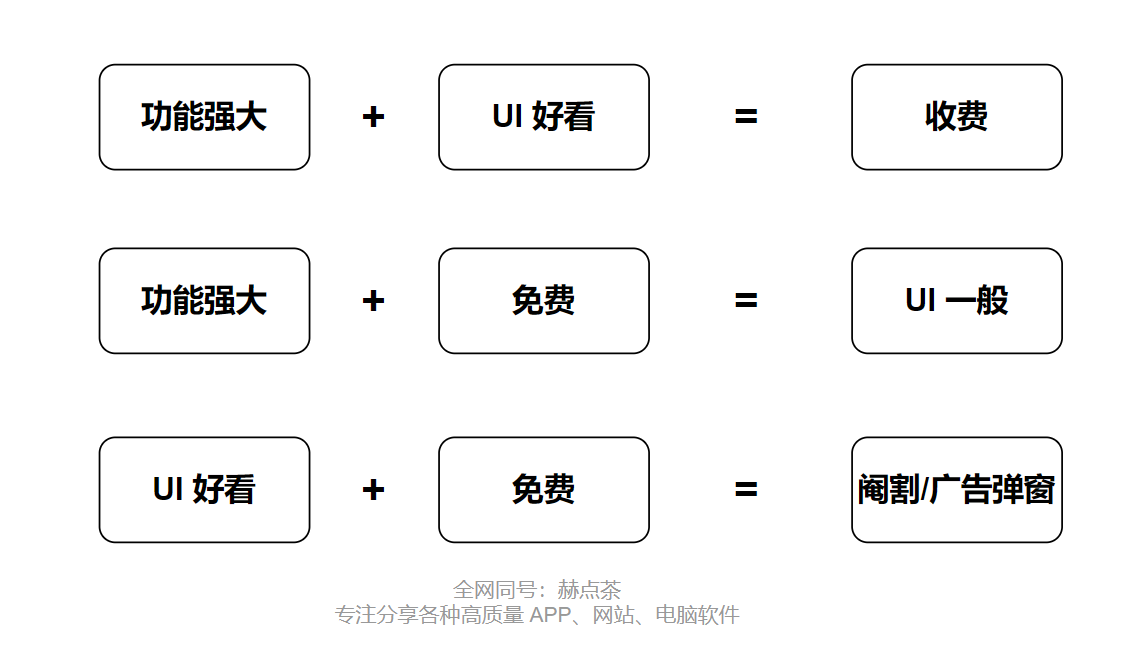 功能强大 + UI 好看 = 收费
功能强大 + 免费 = UI 一般
UI 好看 + 免费 = 阉割/广告弹窗
全网同号：赫点茶
专注分享各种高质量 APP、网站、电脑软件